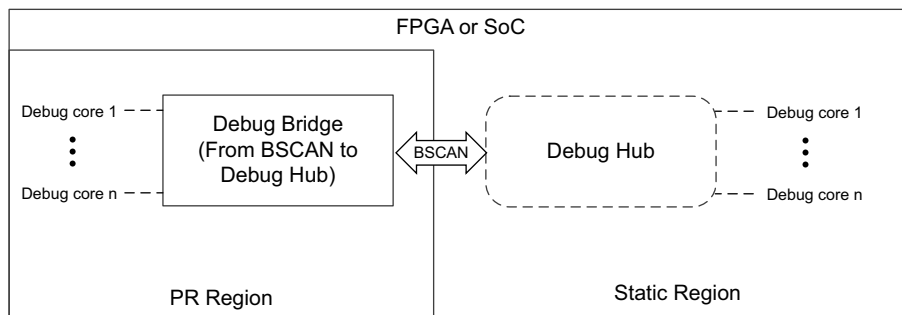 FPGA or SoC
Debug core 1
Debug core n
Debug Bridge
(From BSCAN to
Debug Hub)
BSCAN
Debug Hub
Debug core 1
Debug core n
PR Region
Static Region